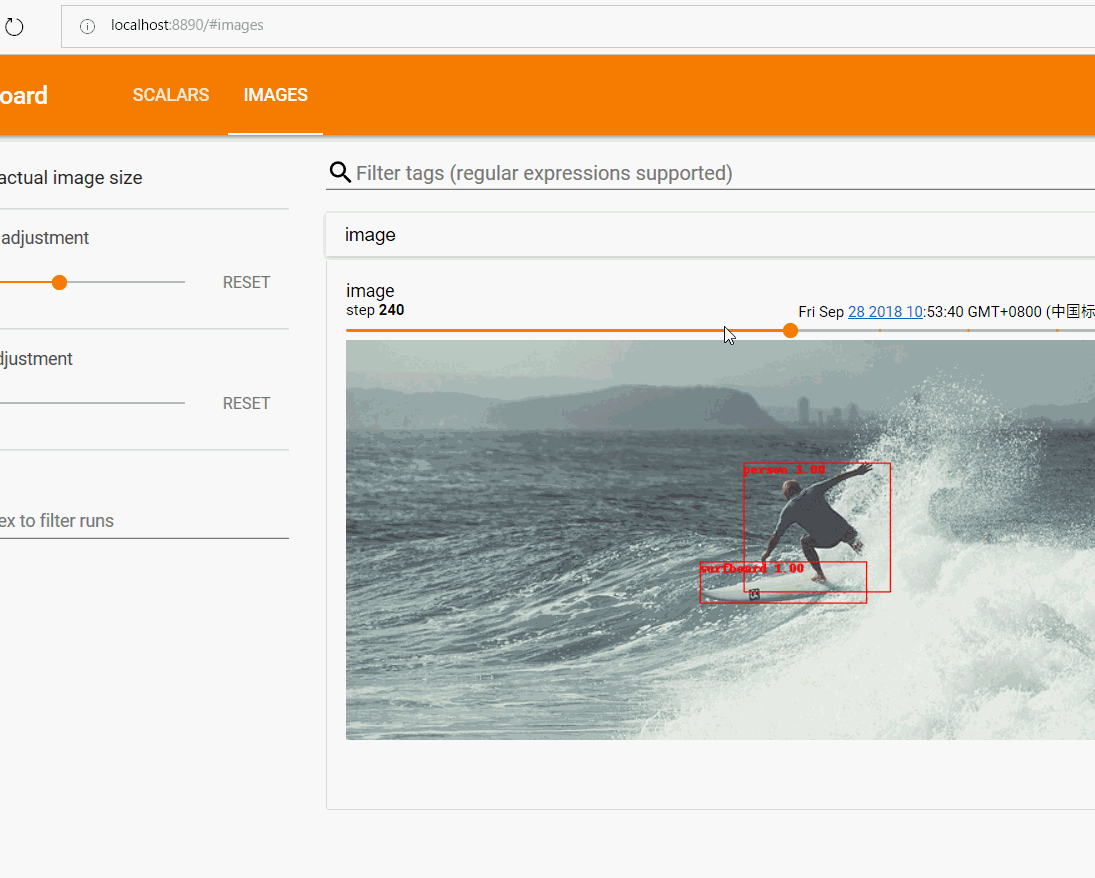 localhost:8890/#images
oard
SCALARS
IMAGES
actual image size
adjustment
RESET
djustment
RESET
ex to filter runs
Filter tags (regular expressions supported)
image
image
step 240
Fri Sep 28 2018 10:53:40 GMT+0800 (中国标
person 3.00
surfboard 1.00